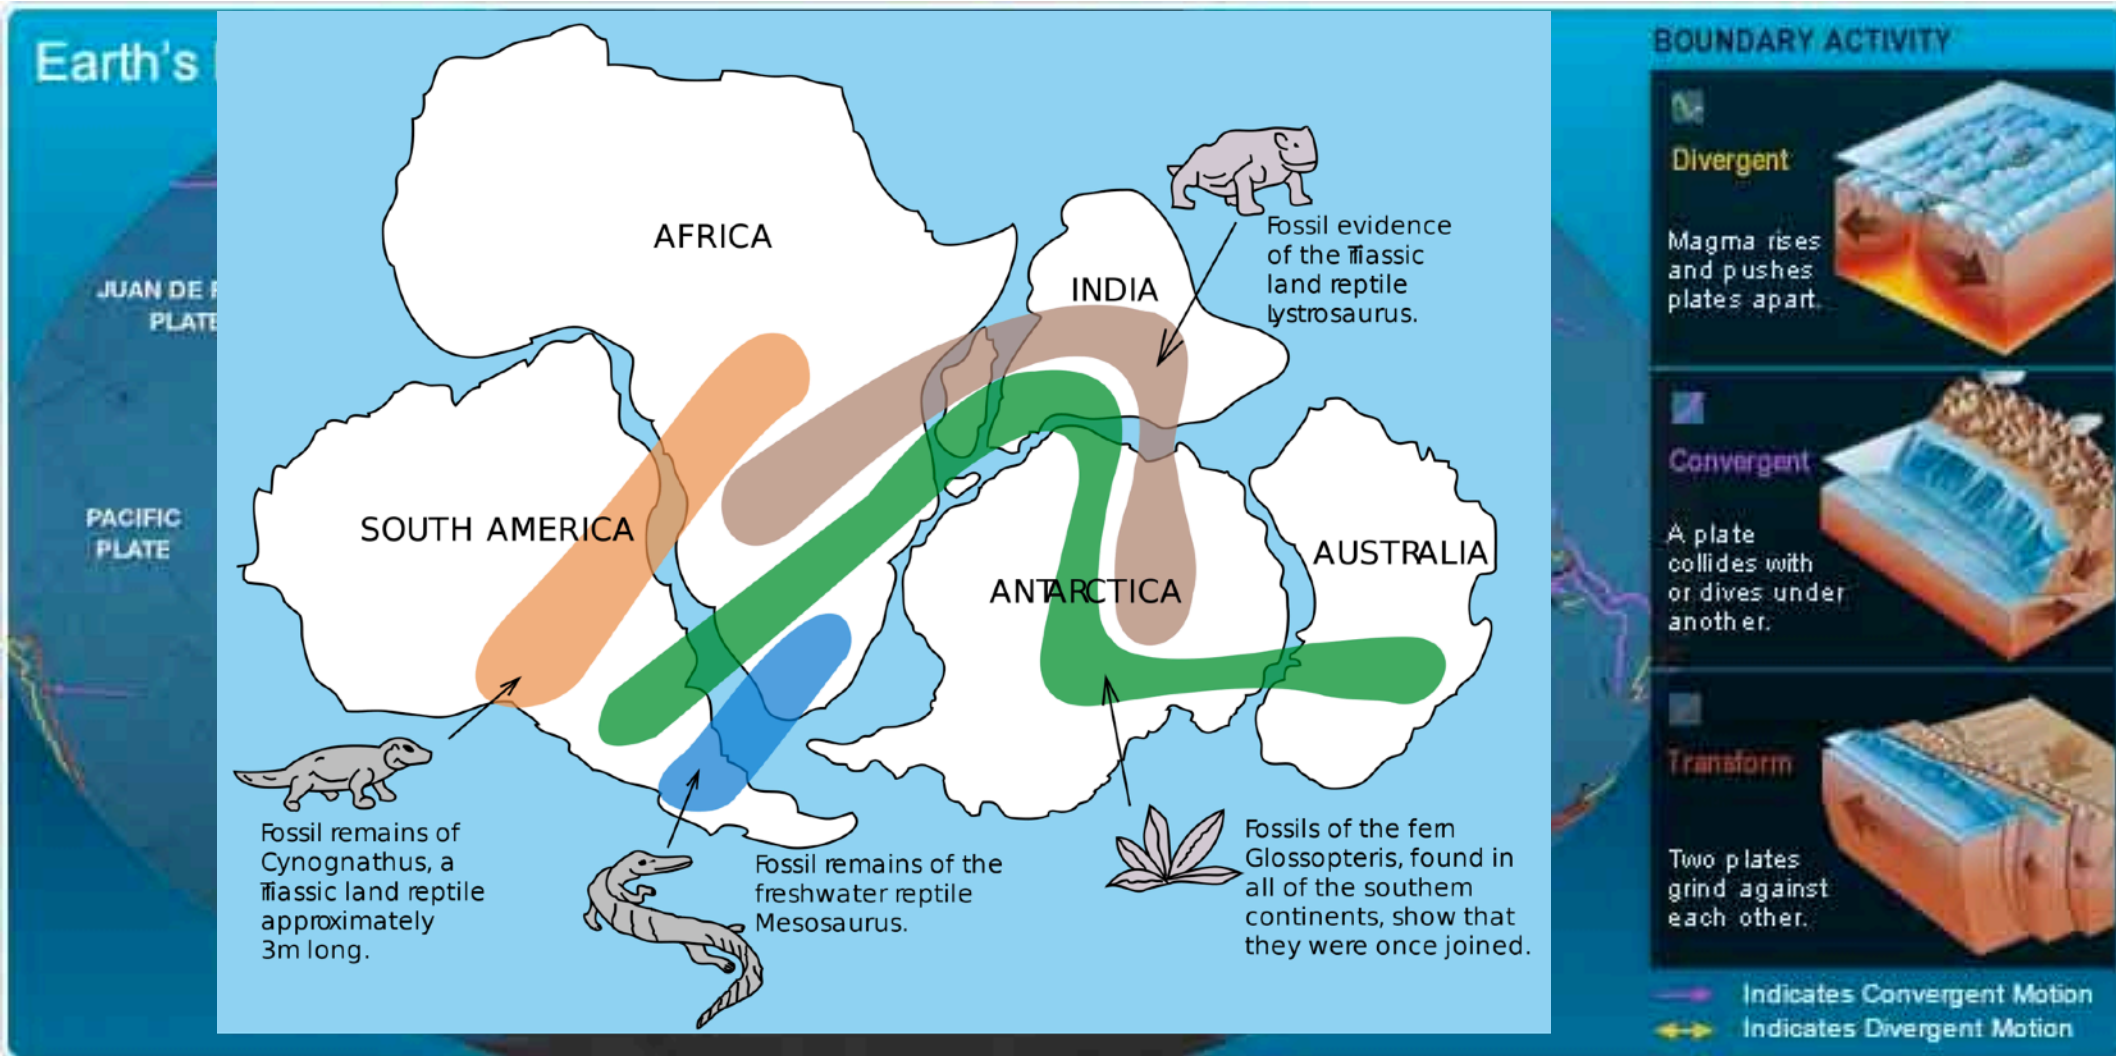 Earth's
JUAN DE
PLATE
PACIFIC
PLATE
AFRICA
INDIA
SOUTH AMERICA
ANTARCTICA
AUSTRALIA
Fossil evidence
of the Triassic
land reptile
Lystrosaurus.
Fossil remains of
Cynognathus, a
Triassic land reptile
approximately
3m long.
Fossil remains of the
freshwater reptile
Mesosaurus.
Fossils of the fern
Glossopteris, found in
all of the southern
continents, show that
they were once joined.
BOUNDARY ACTIVITY
Divergent
Magma rises
and pushes
plates apart.
Convergent
A plate
collides with
or dives under
another.
Transform
Two plates
grind against
each other.
Indicates Convergent Motion
Indicates Divergent Motion